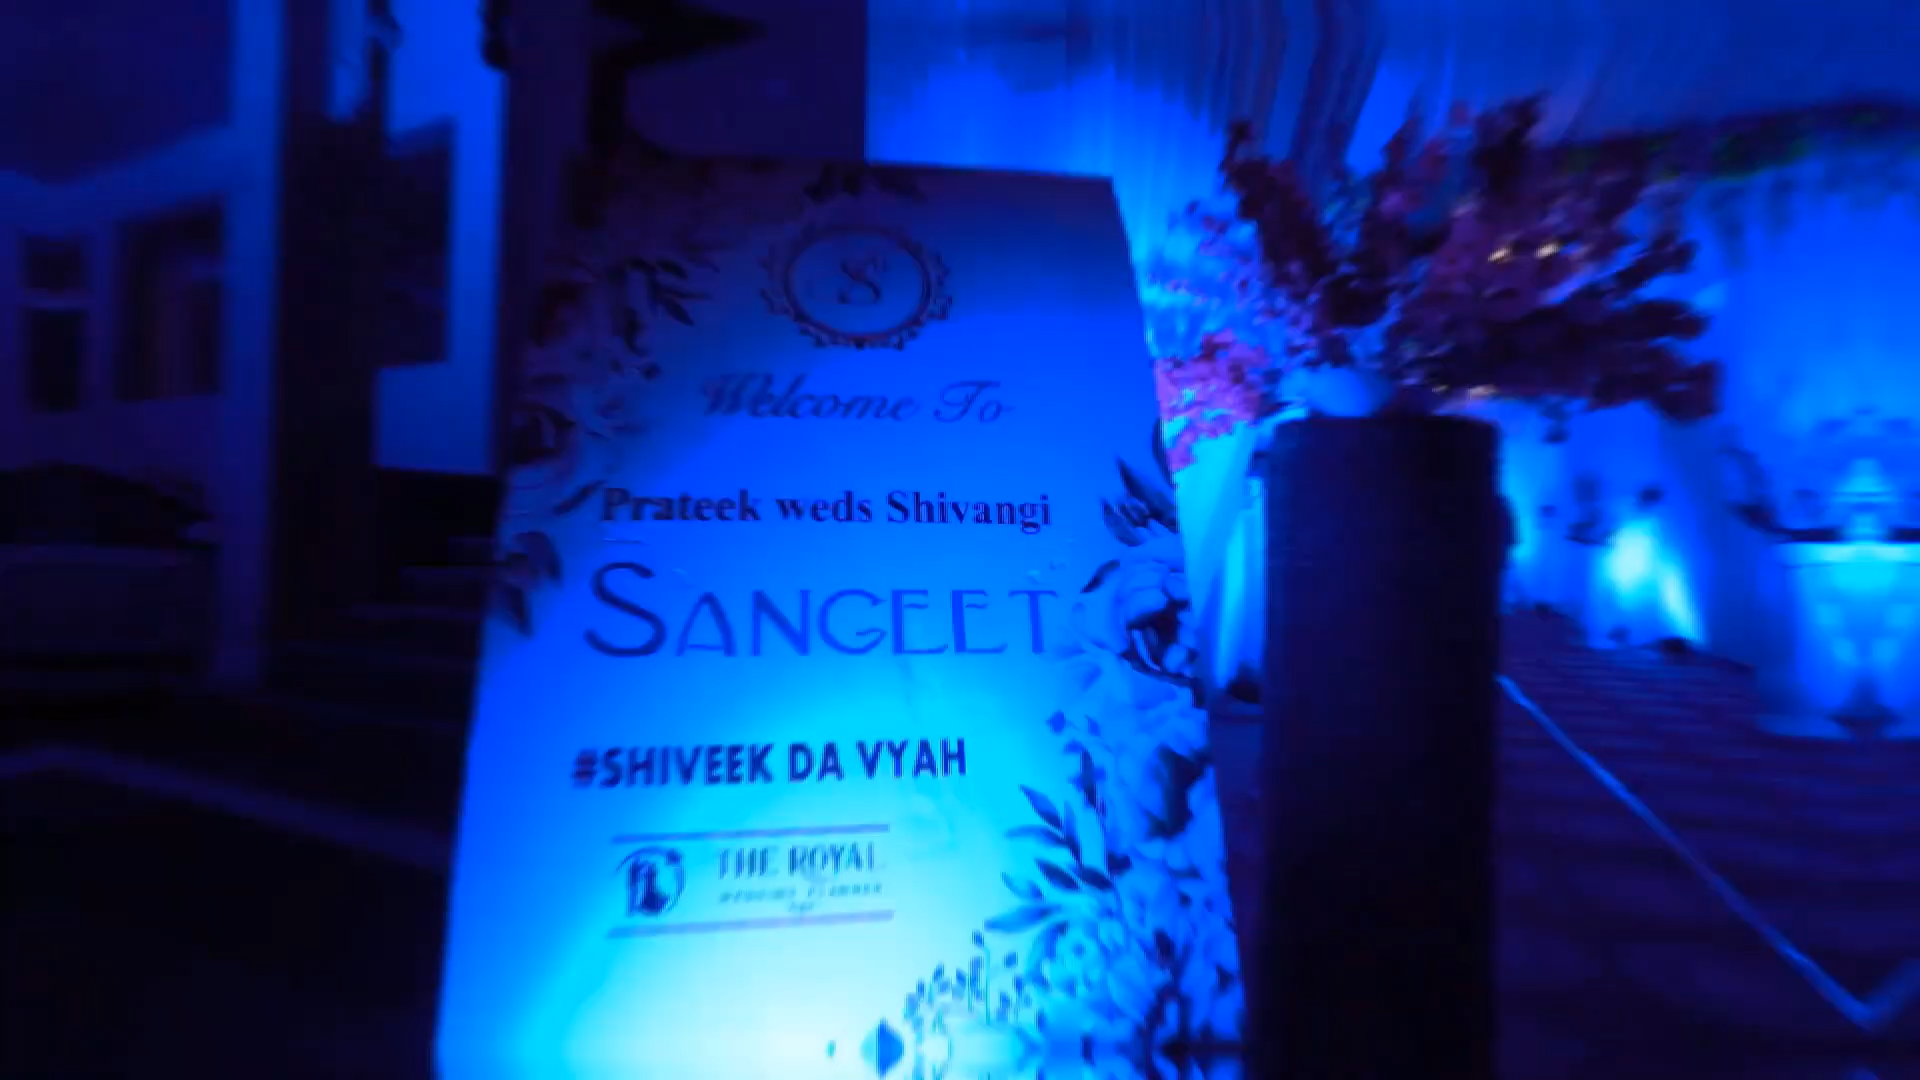 S
Welcome To
Prateek weds Shivangi
SANGEET
#SHIVEEK DA VYAH
THE ROYAL